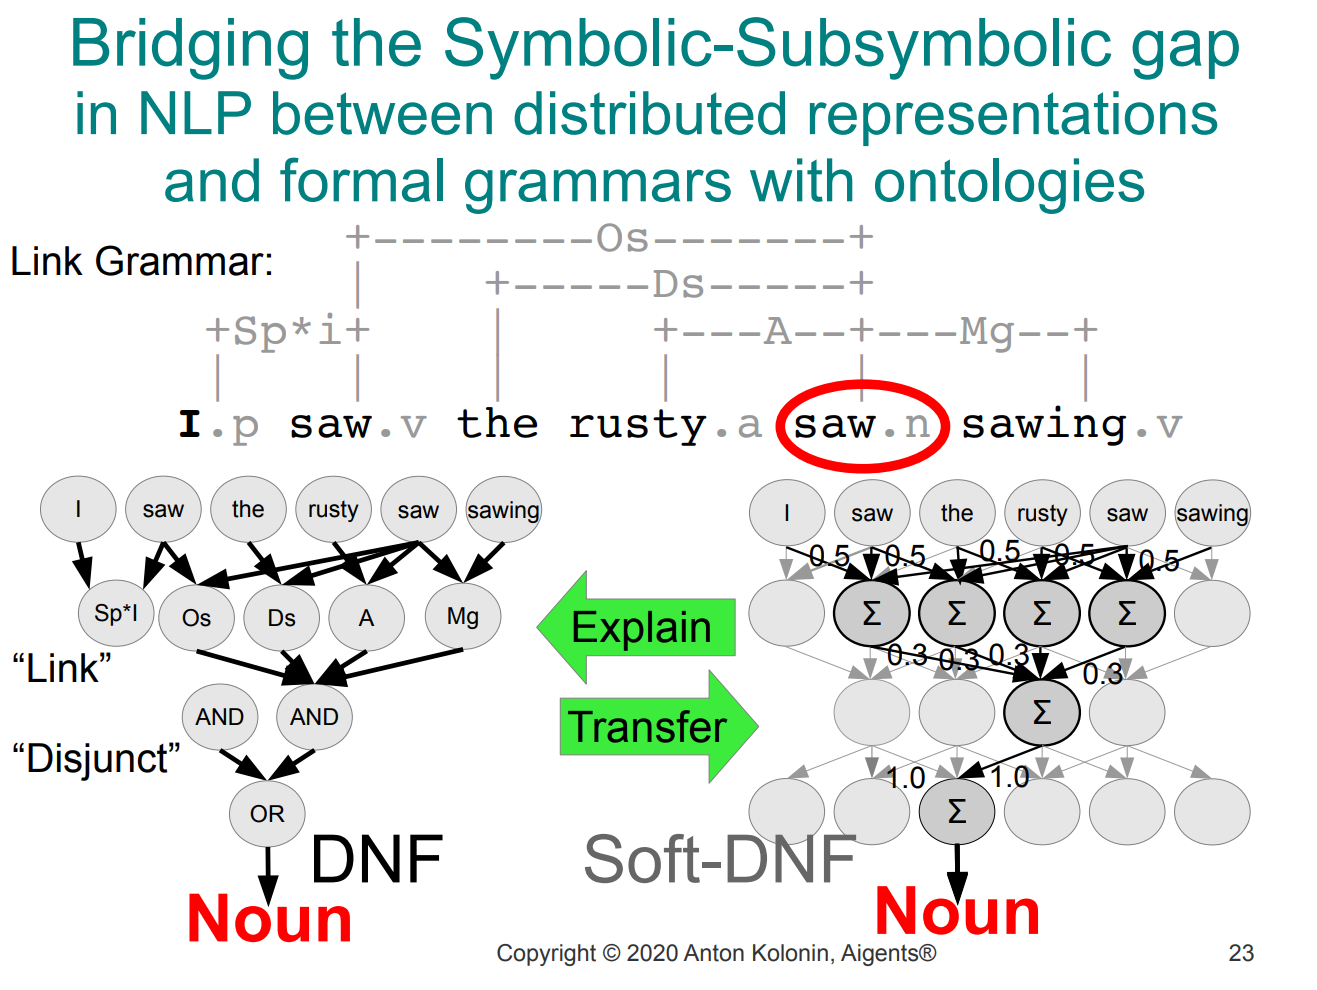 Bridging the Symbolic-Subsymbolic gap
in NLP between distributed representations
and formal grammars with ontologies
Link Grammar:
+--------Os-------+
| +-----Ds-----+
+Sp*i+ | +---A--+---Mg--+
| | | | | |
I.p saw.v the rusty.a saw.n sawing.v
I saw the rusty saw sawing
Sp*I Os Ds A Mg
"Link"
AND AND
"Disjunct"
OR
DNF
Noun
Explain
Transfer
I saw the rusty saw sawing
0.5 0.5 0.5 0.5 0.5
Σ Σ Σ Σ
0.3 0.3 0.3 0.3
Σ
1.0 1.0
Σ
Soft-DNF
Noun
Copyright © 2020 Anton Kolonin, Aigents® 23